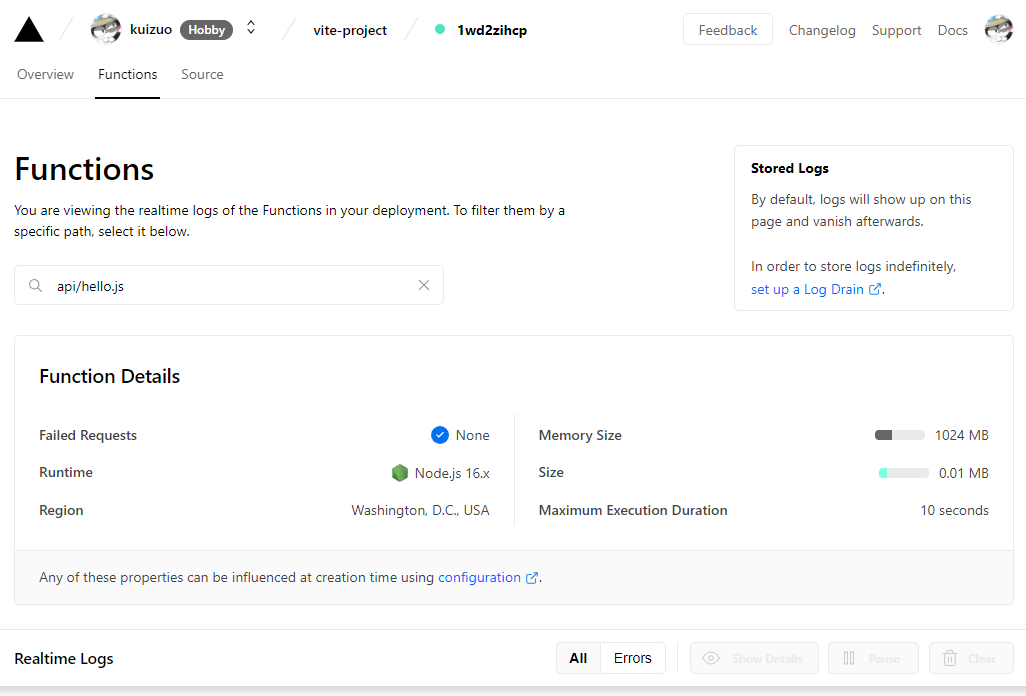 kuizuo Hobby vite-project 1wd2zihcp Feedback Changelog Support Docs
Overview Functions Source
Functions
You are viewing the realtime logs of the Functions in your deployment. To filter them by a
specific path, select it below.
api/hello.js
Stored Logs
By default, logs will show up on this
page and vanish afterwards.
In order to store logs indefinitely,
set up a Log Drain.
Function Details
Failed Requests None
Runtime Node.js 16.x
Region Washington, D.C., USA
Memory Size 1024 MB
Size 0.01 MB
Maximum Execution Duration 10 seconds
Any of these properties can be influenced at creation time using configuration.
Realtime Logs All Errors Show Details Pause Clear